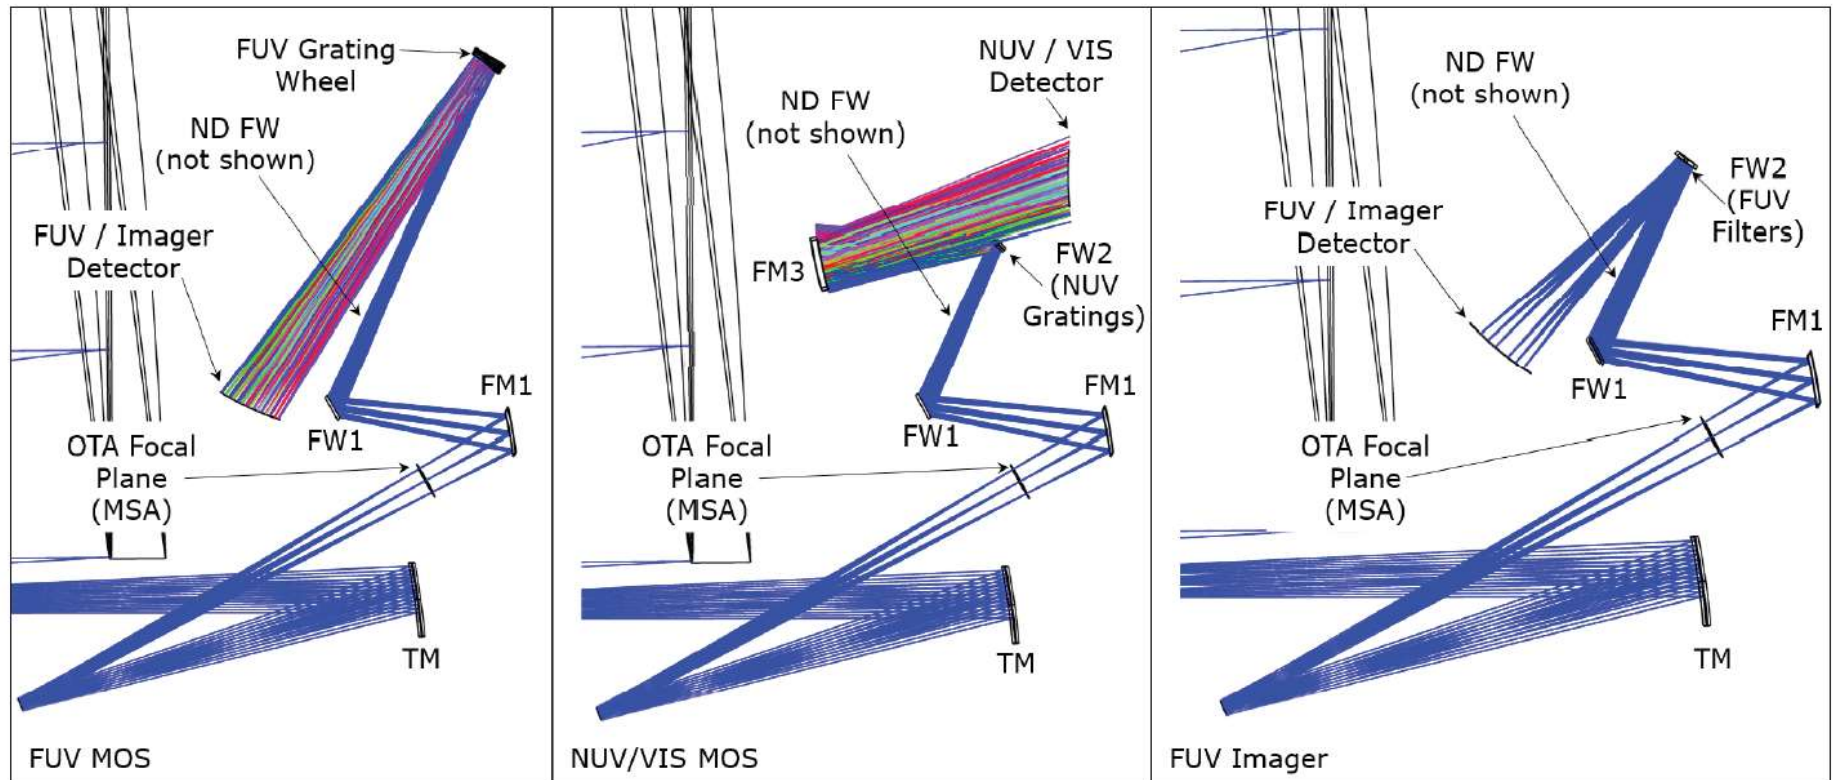 FUV Grating
Wheel
ND FW
(not shown)
FUV / Imager
Detector
FM1
FW1
OTA Focal
Plane
(MSA)
TM
FUV MOS
NUV / VIS
Detector
ND FW
(not shown)
FM3
FW2
(NUV
Gratings)
FM1
FW1
OTA Focal
Plane
(MSA)
TM
NUV/VIS MOS
ND FW
(not shown)
FW2
(FUV
Filters)
FUV / Imager
Detector
FM1
FW1
OTA Focal
Plane
(MSA)
TM
FUV Imager